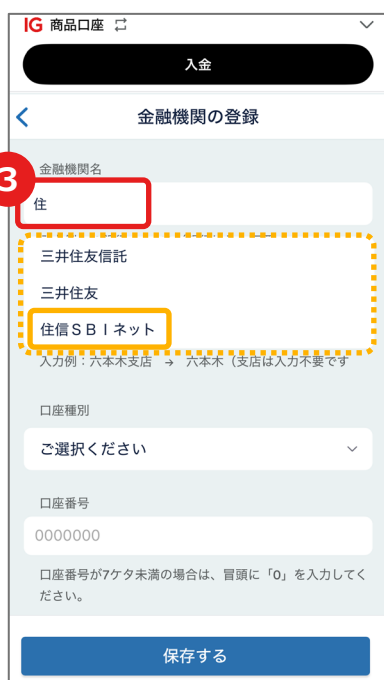 IG 商品口座
入金
金融機関の登録
3
金融機関名
住
三井住友信託
三井住友
住信ＳＢＩネット
入力例：六本木支店 → 六本木（支店は入力不要です
口座種別
ご選択ください
口座番号
0000000
口座番号が7ケタ未満の場合は、冒頭に「0」を入力してく
ださい。
保存する